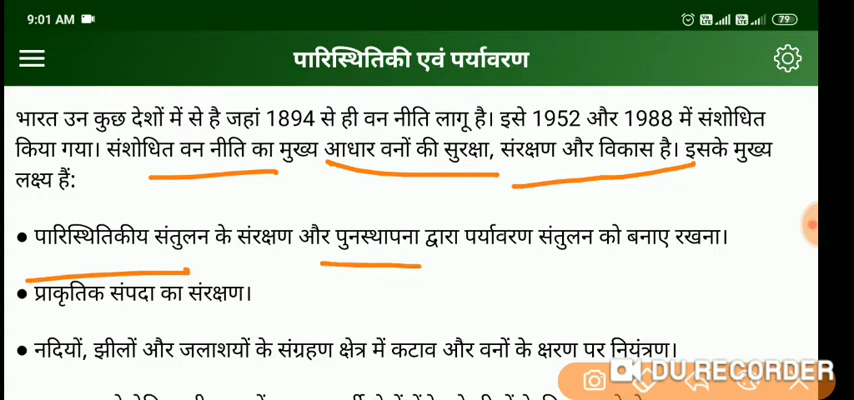 9:01 AM
79
पारिस्थितिकी एवं पर्यावरण
भारत उन कुछ देशों में से है जहां 1894 से ही वन नीति लागू है। इसे 1952 और 1988 में संशोधित
किया गया। संशोधित वन नीति का मुख्य आधार वनों की सुरक्षा, संरक्षण और विकास है। इसके मुख्य
लक्ष्य हैं:
● पारिस्थितिकीय संतुलन के संरक्षण और पुनस्थापना द्वारा पर्यावरण संतुलन को बनाए रखना।
● प्राकृतिक संपदा का संरक्षण।
● नदियों, झीलों और जलाशयों के संग्रहण क्षेत्र में कटाव और वनों के क्षरण पर नियंत्रण।
DU RECORDER